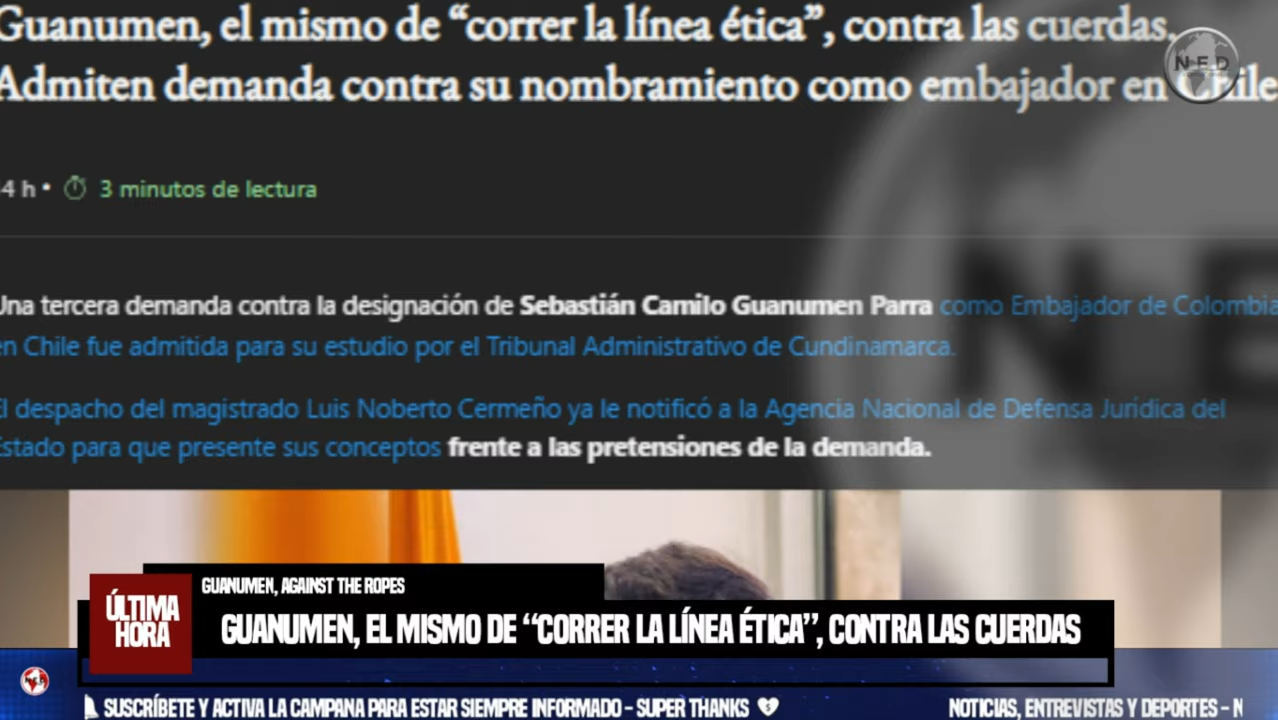 Guanumen, el mismo de “correr la línea ética”, contra las cuerdas.
Admiten demanda contra su nombramiento como embajador en Chile
NED
4 h • 3 minutos de lectura
Una tercera demanda contra la designación de Sebastián Camilo Guanumen Parra como Embajador de Colombia
en Chile fue admitida para su estudio por el Tribunal Administrativo de Cundinamarca.
El despacho del magistrado Luis Noberto Cermeño ya le notificó a la Agencia Nacional de Defensa Jurídica del
Estado para que presente sus conceptos frente a las pretensiones de la demanda.
NE
GUANUMEN, AGAINST THE ROPES
ÚLTIMA
HORA
GUANUMEN, EL MISMO DE “CORRER LA LÍNEA ÉTICA”, CONTRA LAS CUERDAS
SUSCRÍBETE Y ACTIVA LA CAMPANA PARA ESTAR SIEMPRE INFORMADO – SUPER THANKS
NOTICIAS, ENTREVISTAS Y DEPORTES – N